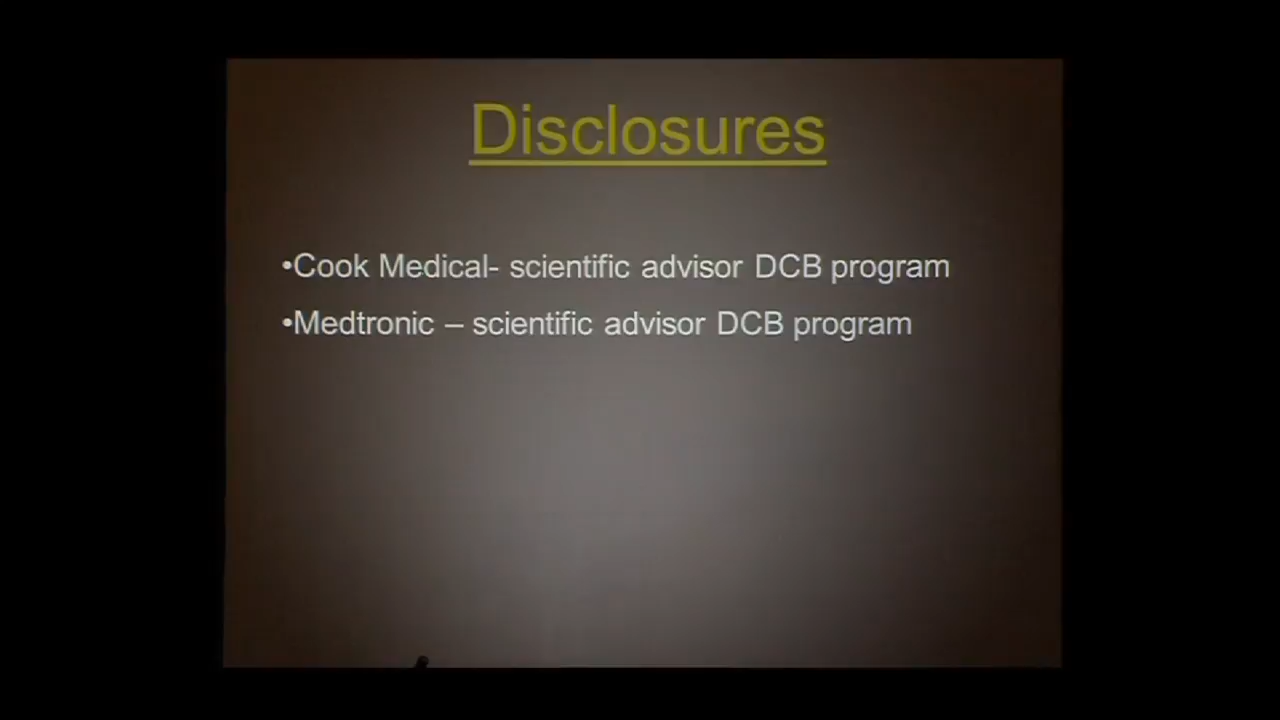 Disclosures
•Cook Medical- scientific advisor DCB program
•Medtronic – scientific advisor DCB program